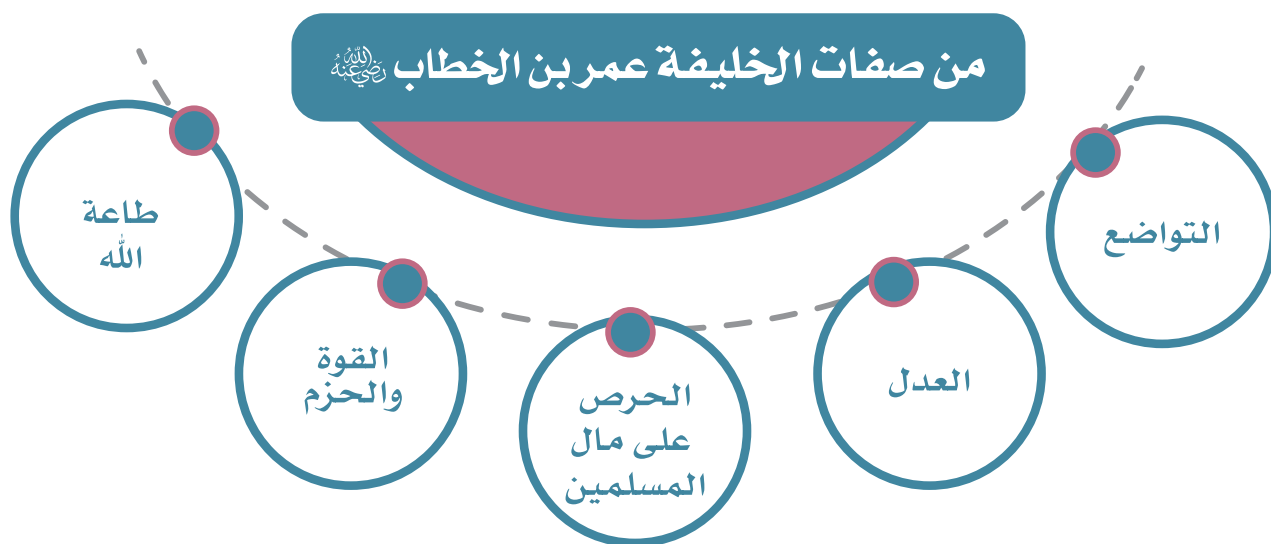 من صفات الخليفة عمر بن الخطاب رضي الله عنه
التواضع
العدل
الحرص
على مال
المسلمين
القوة
والحزم
طاعة
الله